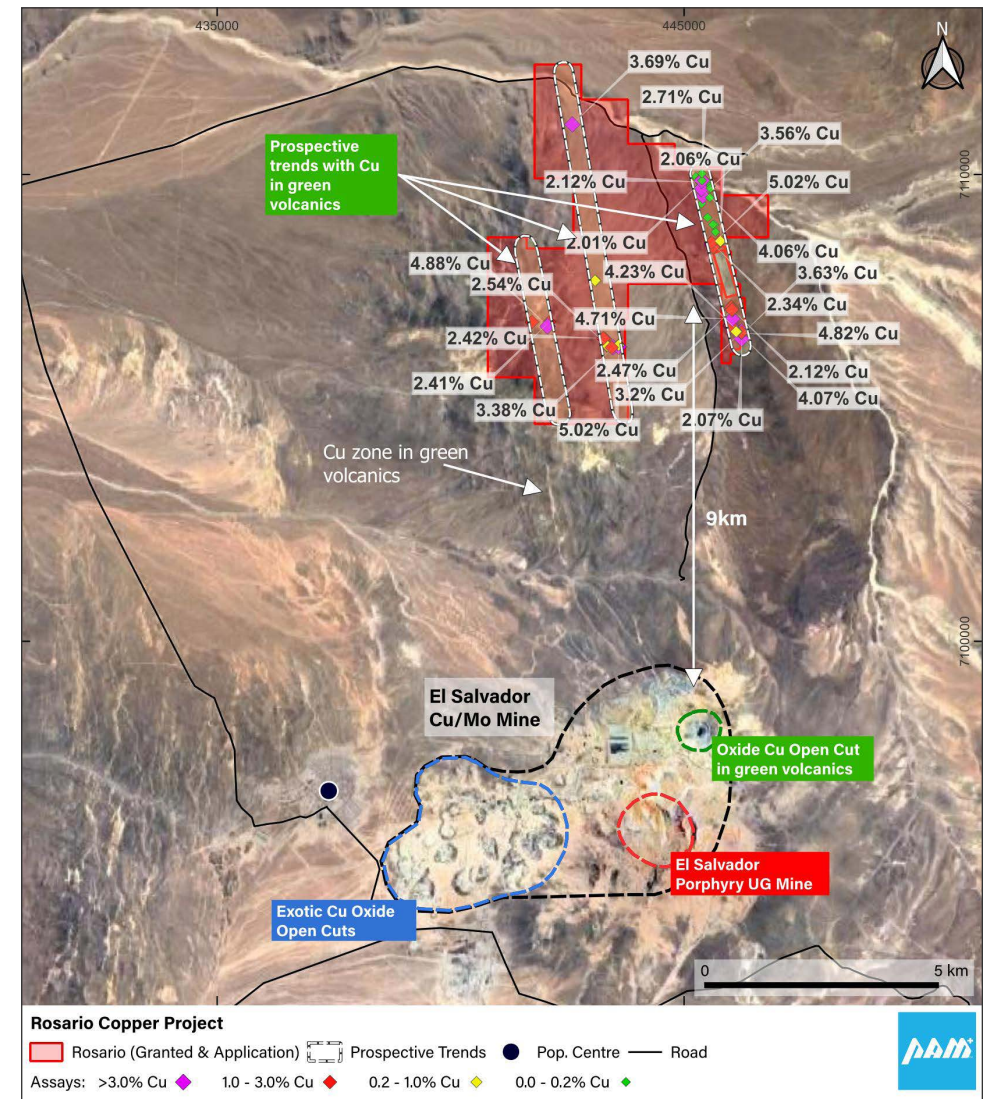 435000
445000
N
3.69% Cu
2.71% Cu
3.56% Cu
Prospective
trends with Cu
in green
volcanics
2.06% Cu
2.12% Cu
5.02% Cu
7110000
2.01% Cu
4.06% Cu
4.88% Cu
4.23% Cu
3.63% Cu
2.54% Cu
2.34% Cu
4.71% Cu
4.82% Cu
2.42% Cu
2.47% Cu
2.12% Cu
2.41% Cu
3.2% Cu
4.07% Cu
3.38% Cu
2.07% Cu
5.02% Cu
Cu zone in green
volcanics
9km
7100000
El Salvador
Cu/Mo Mine
Oxide Cu Open Cut
in green volcanics
El Salvador
Porphyry UG Mine
Exotic Cu Oxide
Open Cuts
0 5 km
Rosario Copper Project
Rosario (Granted & Application) Prospective Trends Pop. Centre Road
Assays: >3.0% Cu 1.0 - 3.0% Cu 0.2 - 1.0% Cu 0.0 - 0.2% Cu
PAM